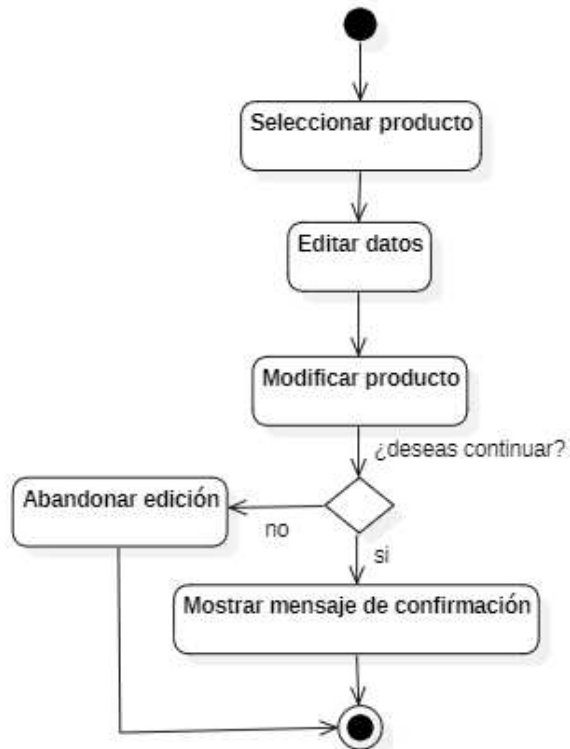 Seleccionar producto
Editar datos
Modificar producto
¿deseas continuar?
Abandonar edición
no
si
Mostrar mensaje de confirmación